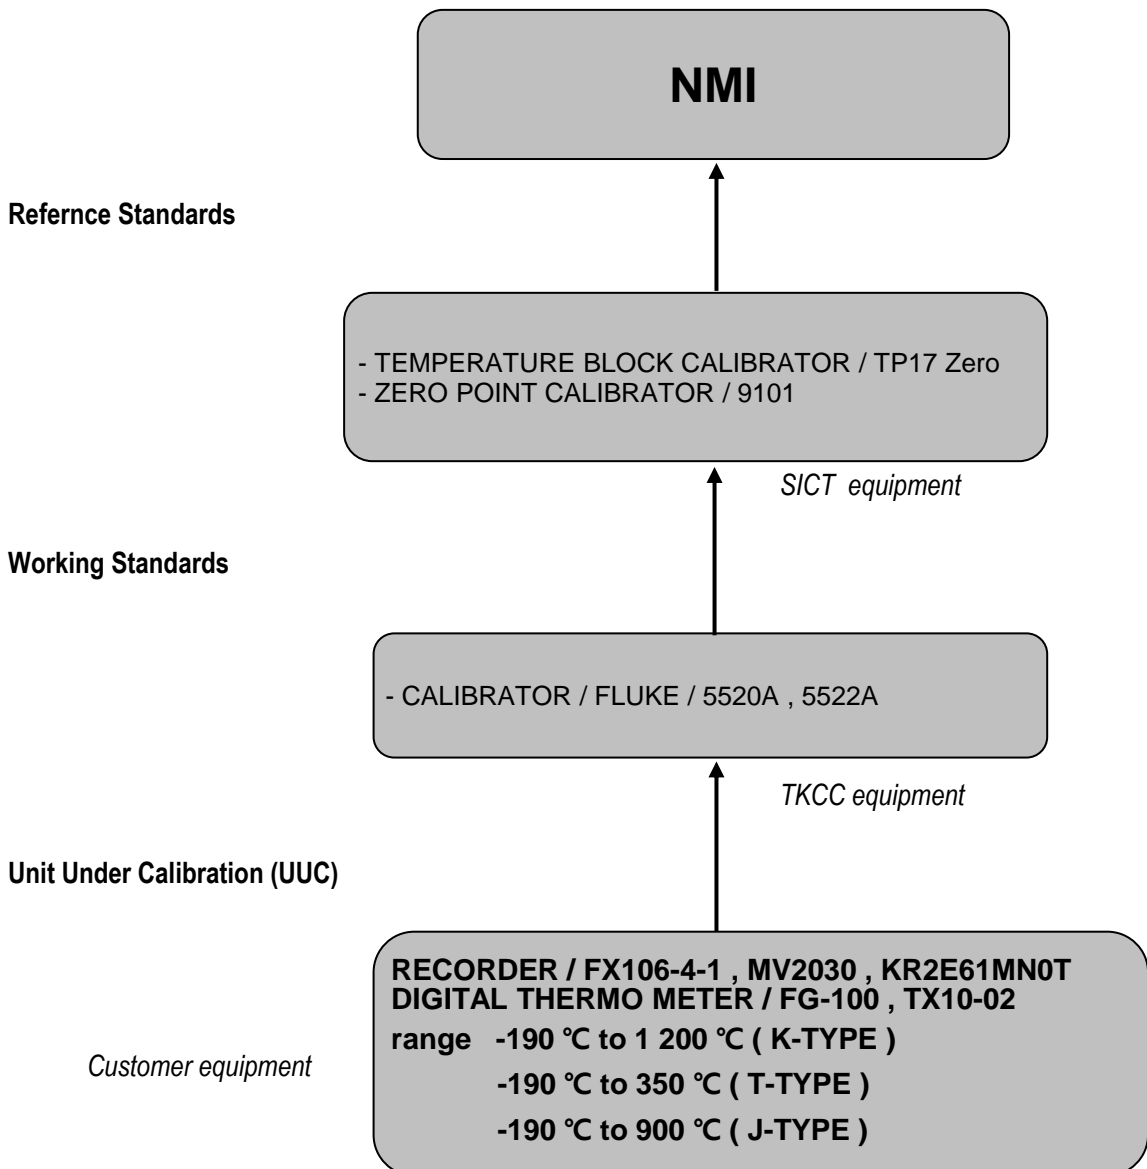 NMI
Refernce Standards
- TEMPERATURE BLOCK CALIBRATOR / TP17 Zero
- ZERO POINT CALIBRATOR / 9101
SICT equipment
Working Standards
- CALIBRATOR / FLUKE / 5520A , 5522A
TKCC equipment
Unit Under Calibration (UUC)
RECORDER / FX106-4-1 , MV2030 , KR2E61MN0T
DIGITAL THERMO METER / FG-100 , TX10-02
range -190 ℃ to 1 200 ℃ ( K-TYPE )
Customer equipment
-190 ℃ to 350 ℃ ( T-TYPE )
-190 ℃ to 900 ℃ ( J-TYPE )